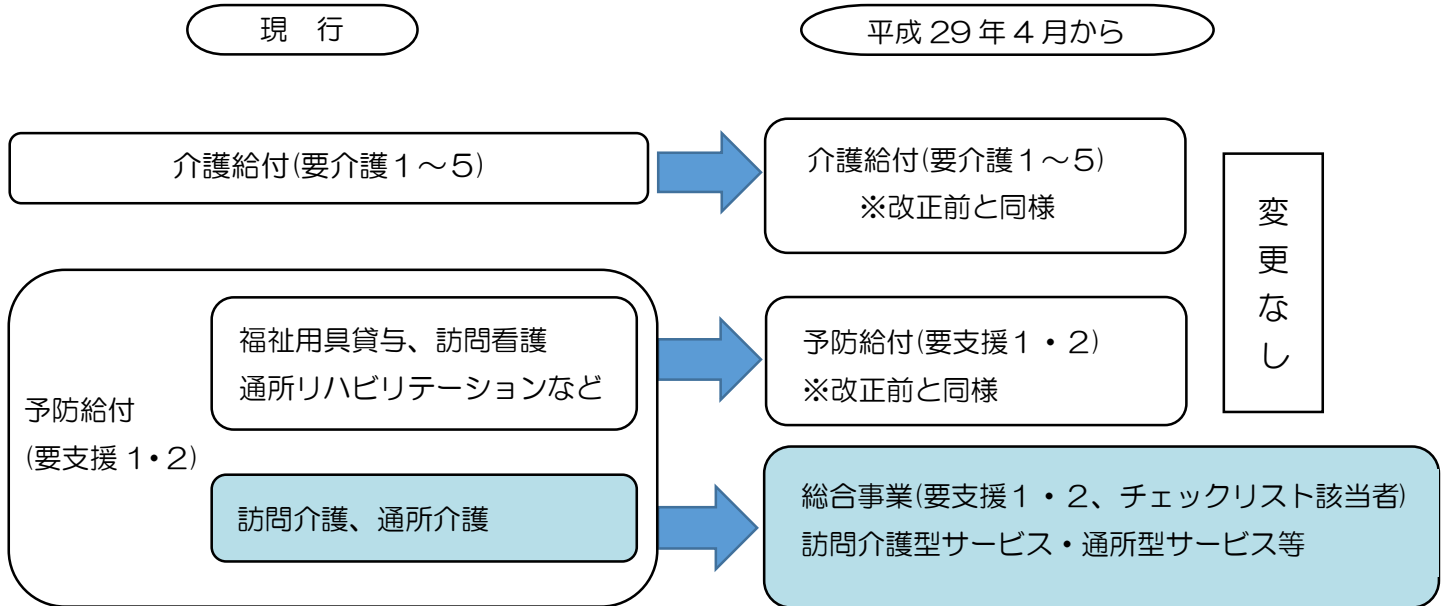 現 行
平成 29 年 4 月から
介護給付(要介護１～５)
介護給付(要介護１～５)
※改正前と同様
変更なし
予防給付
(要支援 1・2)
福祉用具貸与、訪問看護
通所リハビリテーションなど
予防給付(要支援１・２)
※改正前と同様
訪問介護、通所介護
総合事業(要支援１・２、チェックリスト該当者)
訪問介護型サービス・通所型サービス等